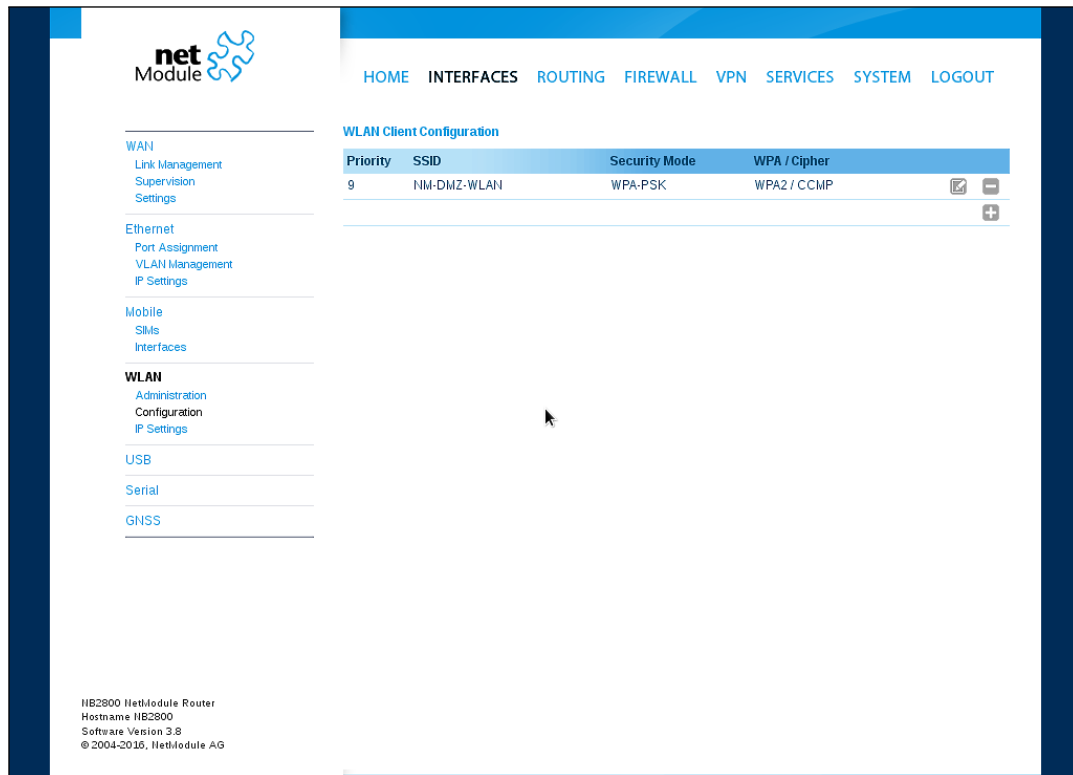 net
Module
HOME INTERFACES ROUTING FIREWALL VPN SERVICES SYSTEM LOGOUT
WAN
Link Management
Supervision
Settings
Ethernet
Port Assignment
VLAN Management
IP Settings
Mobile
SIMs
Interfaces
WLAN
Administration
Configuration
IP Settings
USB
Serial
GNSS
WLAN Client Configuration
Priority SSID Security Mode WPA / Cipher
9 NM-DMZ-WLAN WPA-PSK WPA2 / CCMP
NB2800 NetModule Router
Hostname NB2800
Software Version 3.8
© 2004-2016, NetModule AG